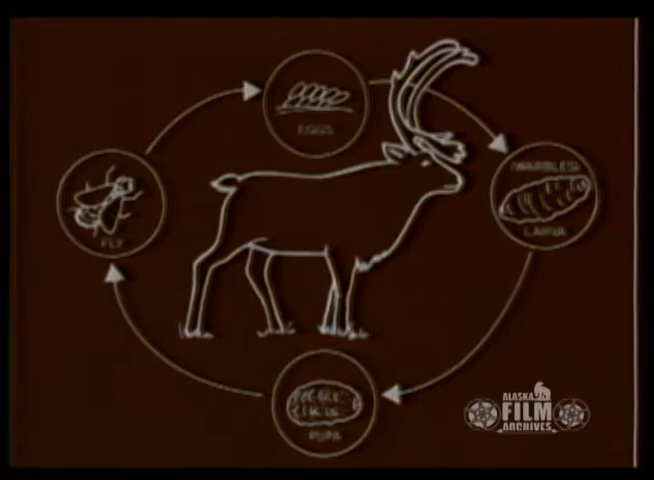 EGGS
(WARBLES)
LARVA
FLY
PUPA
ALASKA
FILM
ARCHIVES